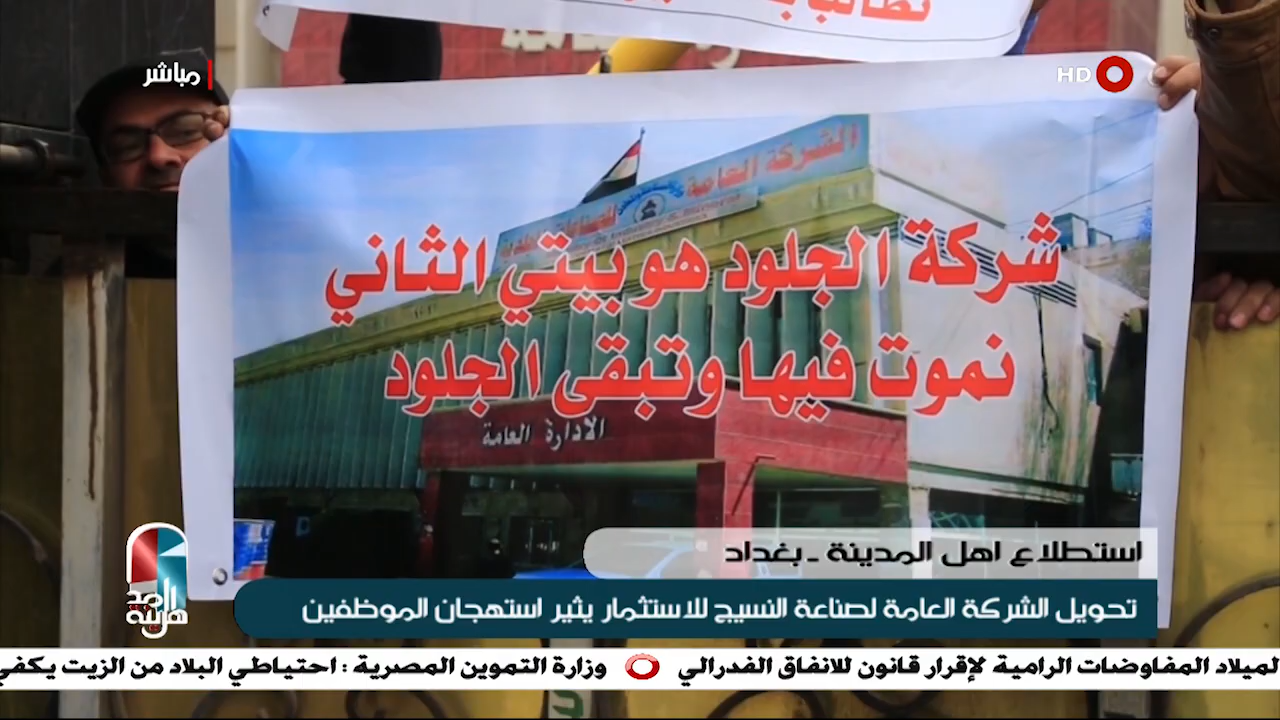 تطالب
مباشر
HD
الشركة العامة
شركة الجلود هو بيتي الثاني
نموت فيها وتبقى الجلود
الادارة العامة
استطلاع اهل المدينة - بغداد
تحويل الشركة العامة لصناعة النسيج للاستثمار يثير استهجان الموظفين
لميلاد المفاوضات الرامية لإقرار قانون للانفاق الفدرالي
وزارة التموين المصرية : احتياطي البلاد من الزيت يكفي